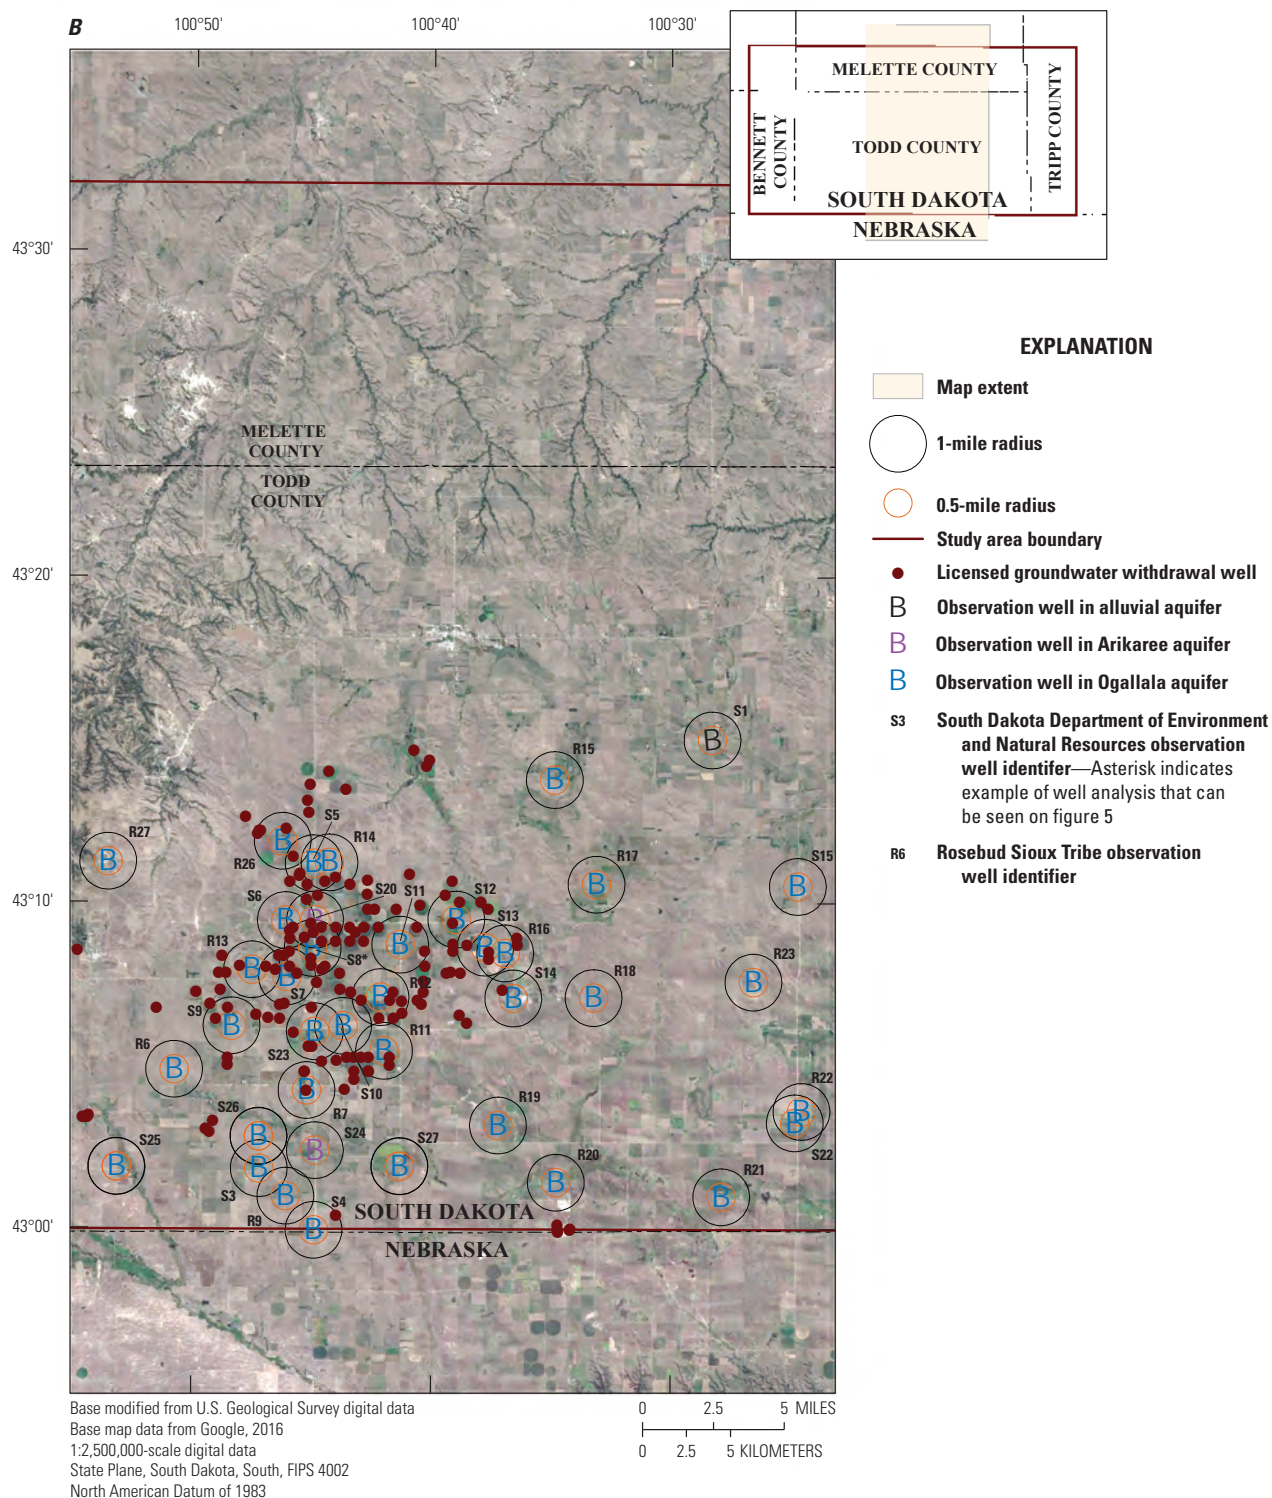 B
100°50'
100°40'
100°30'
MELETTE COUNTY
BENNETT
COUNTY
TODD COUNTY
TRIPP COUNTY
SOUTH DAKOTA
NEBRASKA
43°30'
EXPLANATION
Map extent
1-mile radius
0.5-mile radius
Study area boundary
Licensed groundwater withdrawal well
B Observation well in alluvial aquifer
B Observation well in Arikaree aquifer
B Observation well in Ogallala aquifer
S3 South Dakota Department of Environment
and Natural Resources observation
well identifer—Asterisk indicates
example of well analysis that can
be seen on figure 5
R6 Rosebud Sioux Tribe observation
well identifier
MELETTE
COUNTY
TODD
COUNTY
43°20'
S1
B
R15
B
S5
R27
B
B
R26
B B
R14
R17
B
S15
B
43°10'
S6
B
B
S20
S11
B
S12
B
S13
B
R16
B
R13
B
B
S8*
B
S7
R12
B
S14
B
R18
B
R23
B
S9
B
B
B
R11
B
R6
B
S23
B
S10
R7
R19
B
R22
B
B
S22
S26
B
S24
B
S25
B
B
S27
B
S3
B
R20
B
R21
B
R9
S4
B
43°00'
SOUTH DAKOTA
NEBRASKA
Base modified from U.S. Geological Survey digital data
Base map data from Google, 2016
1:2,500,000-scale digital data
State Plane, South Dakota, South, FIPS 4002
North American Datum of 1983
0 2.5 5 MILES
0 2.5 5 KILOMETERS